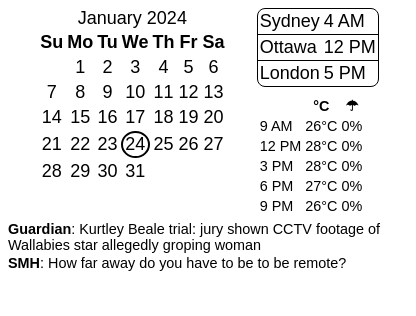 January 2024
Su Mo Tu We Th Fr Sa
1 2 3 4 5 6
7 8 9 10 11 12 13
14 15 16 17 18 19 20
21 22 23 24 25 26 27
28 29 30 31
Sydney 4 AM
Ottawa 12 PM
London 5 PM
°C ☂
9 AM 26°C 0%
12 PM 28°C 0%
3 PM 28°C 0%
6 PM 27°C 0%
9 PM 26°C 0%
Guardian: Kurtley Beale trial: jury shown CCTV footage of
Wallabies star allegedly groping woman
SMH: How far away do you have to be to be remote?